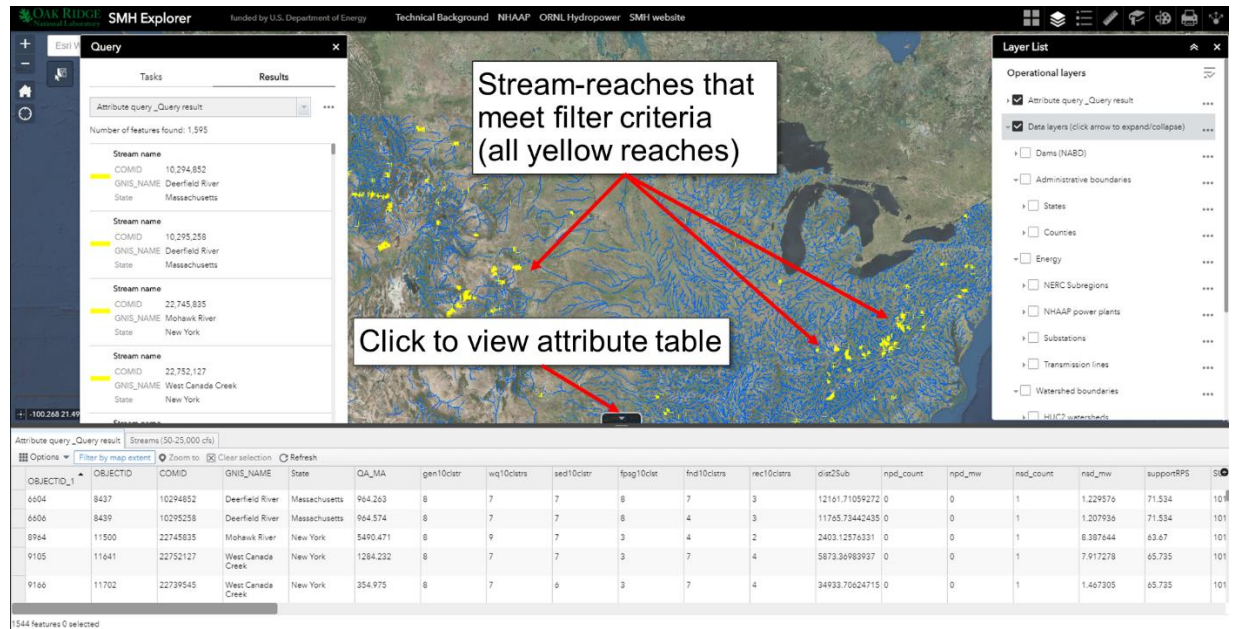 OAK RIDGE
National Laboratory
SMH Explorer
funded by U.S. Department of Energy
Technical Background NHAAP ORNL Hydropower SMH website
Esri W
Query
Tasks Results
Attribute query _Query result
Number of features found: 1,595
Stream name
COMID 10,294,852
GNIS_NAME Deerfield River
State Massachusetts
Stream name
COMID 10,295,258
GNIS_NAME Deerfield River
State Massachusetts
Stream name
COMID 22,745,835
GNIS_NAME Mohawk River
State New York
Stream name
COMID 22,752,127
GNIS_NAME West Canada Creek
State New York
Stream name
-100.268 21.49
Stream-reaches that
meet filter criteria
(all yellow reaches)
Click to view attribute table
Layer List
Operational layers
Attribute query _Query result
Data layers (click arrow to expand/collapse)
Dams (NABD)
Administrative boundaries
States
Counties
Energy
NERC Subregions
NHAAP power plants
Substations
Transmission lines
Watershed boundaries
HUC2 watersheds
Attribute query _Query result Streams (50-25,000 cfs)
Options Filter by map extent Zoom to Clear selection Refresh
OBJECTID_1 OBJECTID COMID GNIS_NAME State QA_MA gen10clstr wq10clstrs sed10clstr fpsg10clst fnd10clstrs rec10clstrs dist2Sub npd_count npd_mw nsd_count nsd_mw supportRPS
6604 8437 10294852 Deerfield River Massachusetts 964.263 8 7 7 8 7 3 12161.71059272 0 0 1 1.229576 71.534 101
6606 8439 10295258 Deerfield River Massachusetts 964.574 8 7 7 8 4 3 11765.73442435 0 0 1 1.207936 71.534 101
8964 11500 22745835 Mohawk River New York 5490.471 8 9 7 3 4 2 2403.12576331 0 0 1 8.387644 63.67 101
9105 11641 22752127 West Canada Creek New York 1284.232 8 7 7 3 7 4 5873.36983937 0 0 1 7.917278 65.735 101
9166 11702 22739545 West Canada Creek New York 354.975 8 7 6 3 7 4 34933.70624715 0 0 1 1.467305 65.735 101
1544 features 0 selected